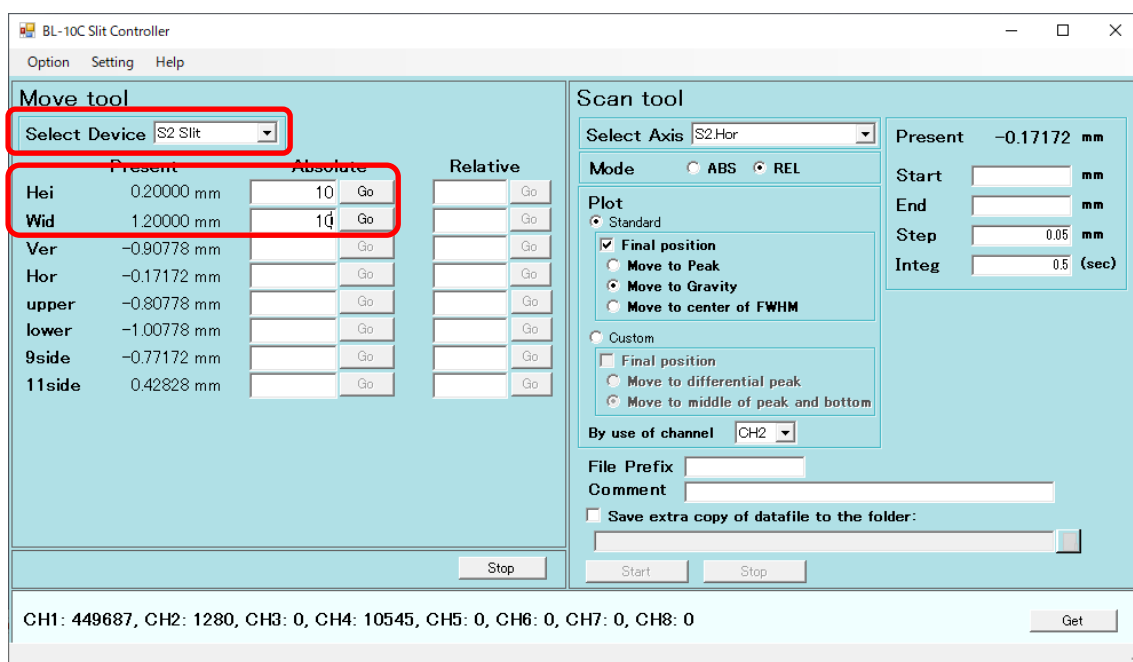 BL-10C Slit Controller
Option Setting Help
Move tool
Select Device S2 Slit
Present Absolute Relative
Hei 0.20000 mm 10 Go Go
Wid 1.20000 mm 10 Go Go
Ver -0.90778 mm Go Go
Hor -0.17172 mm Go Go
upper -0.80778 mm Go Go
lower -1.00778 mm Go Go
9side -0.77172 mm Go Go
11side 0.42828 mm Go Go
Stop
Scan tool
Select Axis S2.Hor
Mode ABS REL
Plot
Standard
Final position
Move to Peak
Move to Gravity
Move to center of FWHM
Custom
Final position
Move to differential peak
Move to middle of peak and bottom
By use of channel CH2
Present -0.17172 mm
Start mm
End mm
Step 0.05 mm
Integ 0.5 (sec)
File Prefix
Comment
Save extra copy of datafile to the folder:
Start Stop
CH1: 449687, CH2: 1280, CH3: 0, CH4: 10545, CH5: 0, CH6: 0, CH7: 0, CH8: 0
Get